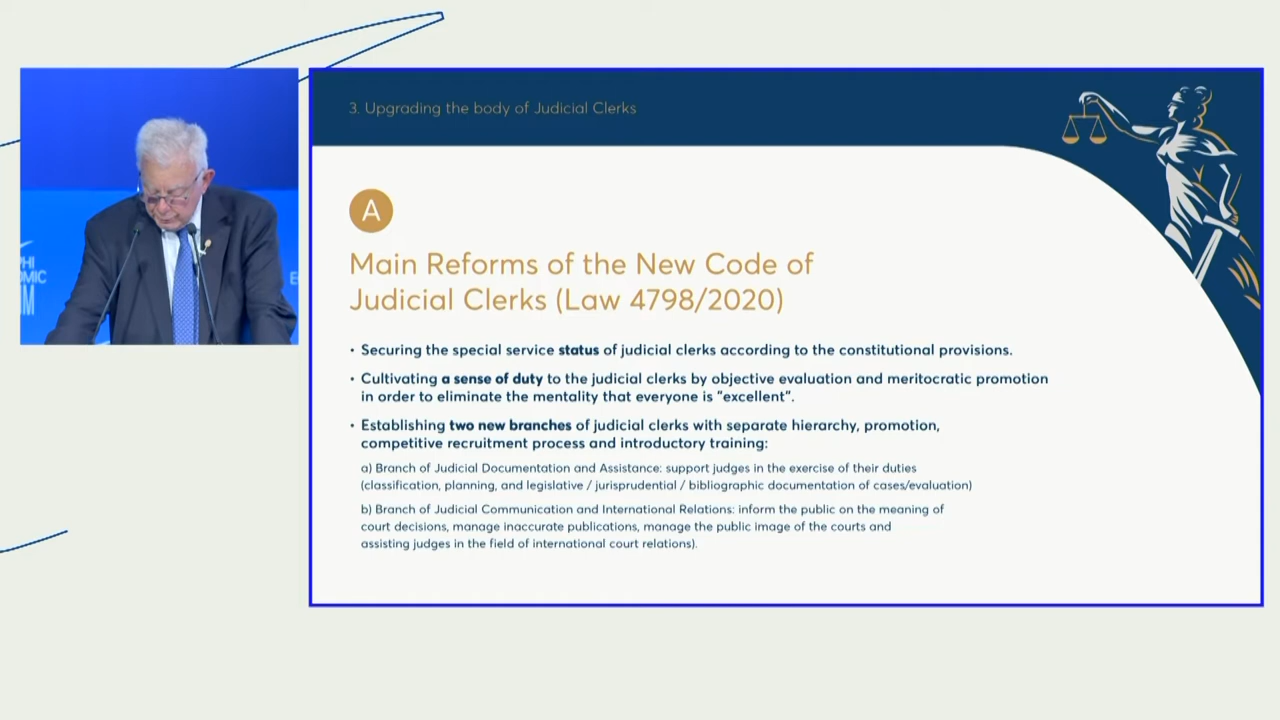 3. Upgrading the body of Judicial Clerks
A
Main Reforms of the New Code of
Judicial Clerks (Law 4798/2020)
• Securing the special service status of judicial clerks according to the constitutional provisions.
• Cultivating a sense of duty to the judicial clerks by objective evaluation and meritocratic promotion
in order to eliminate the mentality that everyone is "excellent".
• Establishing two new branches of judicial clerks with separate hierarchy, promotion,
competitive recruitment process and introductory training:
a) Branch of Judicial Documentation and Assistance: support judges in the exercise of their duties
(classification, planning, and legislative / jurisprudential / bibliographic documentation of cases/evaluation)
b) Branch of Judicial Communication and International Relations: inform the public on the meaning of
court decisions, manage inaccurate publications, manage the public image of the courts and
assisting judges in the field of international court relations).